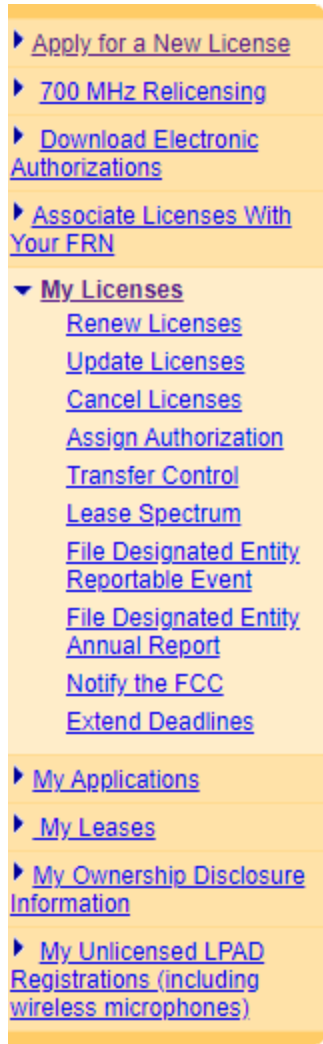 Apply for a New License
700 MHz Relicensing
Download Electronic
Authorizations
Associate Licenses With
Your FRN
My Licenses
Renew Licenses
Update Licenses
Cancel Licenses
Assign Authorization
Transfer Control
Lease Spectrum
File Designated Entity
Reportable Event
File Designated Entity
Annual Report
Notify the FCC
Extend Deadlines
My Applications
My Leases
My Ownership Disclosure
Information
My Unlicensed LPAD
Registrations (including
wireless microphones)